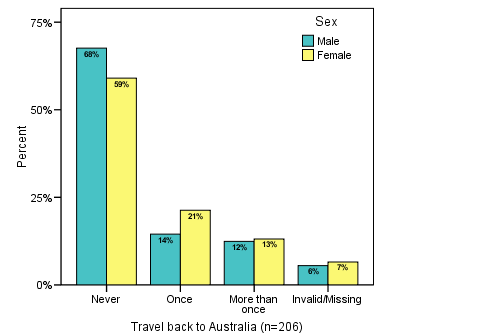 75%
50%
25%
0%
Percent
Sex
Male
Female
68%
59%
14%
21%
12%
13%
6%
7%
Never
Once
More than
once
Invalid/Missing
Travel back to Australia (n=206)